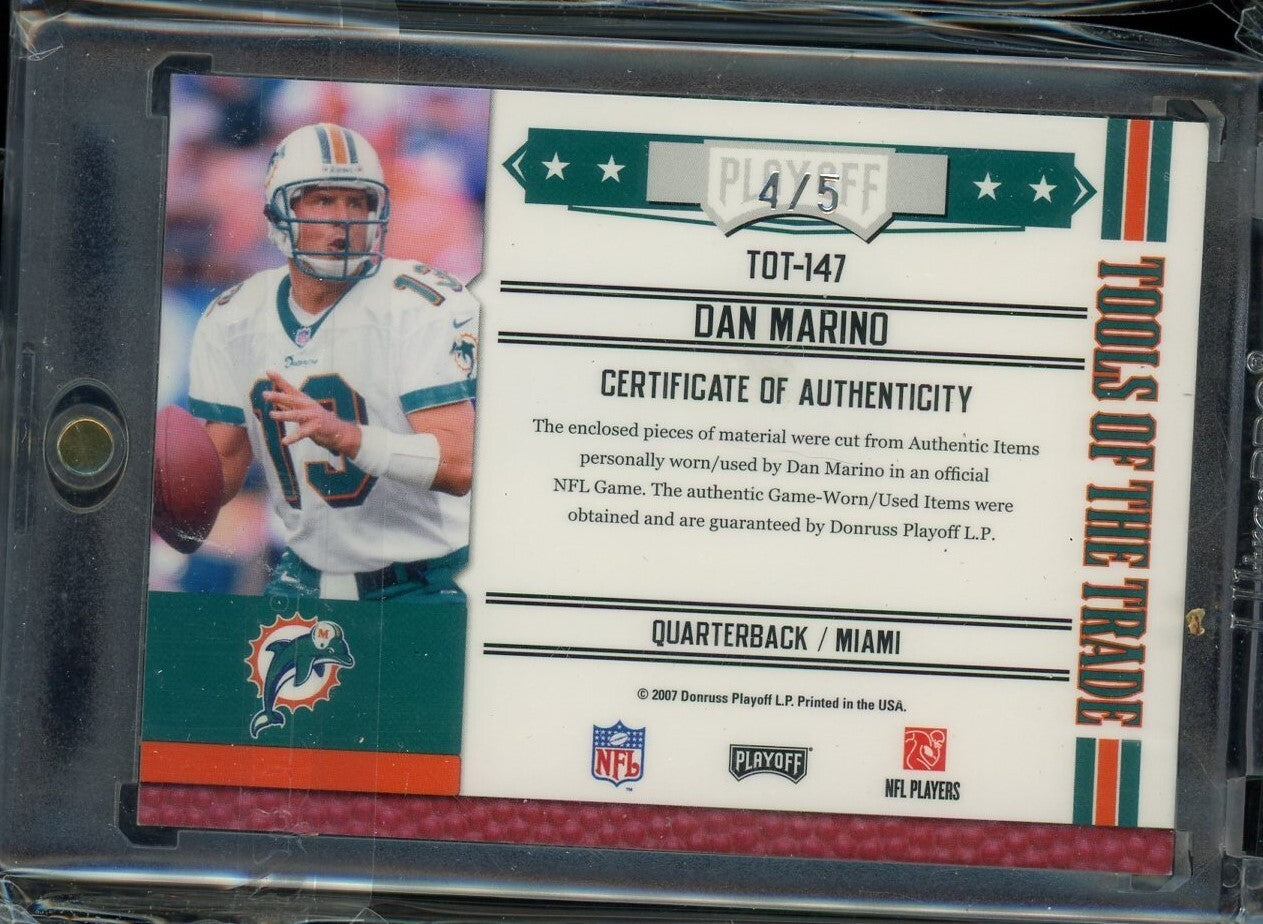 PLAYOFF
4/5
TOT-147
DAN MARINO
CERTIFICATE OF AUTHENTICITY
The enclosed pieces of material were cut from Authentic Items
personally worn/used by Dan Marino in an official
NFL Game. The authentic Game-Worn/Used Items were
obtained and are guaranteed by Donruss Playoff L.P.
QUARTERBACK / MIAMI
© 2007 Donruss Playoff L.P. Printed in the USA.
NFL
PLAYOFF
NFL PLAYERS
TOOLS OF THE TRADE
13
13
M